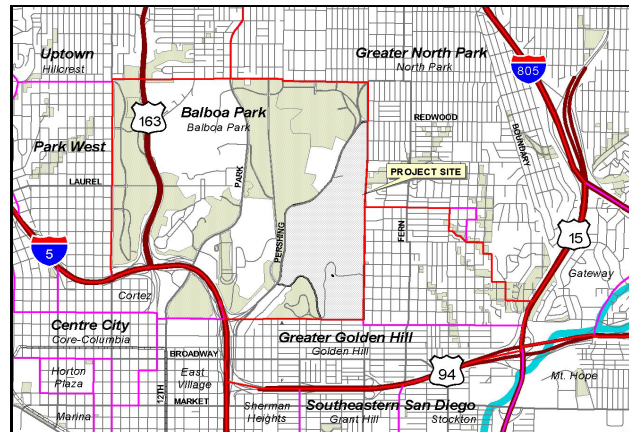 Uptown
Hillcrest
Greater North Park
North Park
805
Balboa Park
Balboa Park
163
REDWOOD
BOUNDARY
Park West
LAUREL
PARK
PROJECT SITE
PERSHING
FERN
15
5
Gateway
Cortez
Centre City
Core-Columbia
Greater Golden Hill
Golden Hill
BROADWAY
Horton
Plaza
East
Village
94
Mt. Hope
12TH
MARKET
Marina
Sherman
Heights
Southeastern San Diego
Grant Hill
Stockton